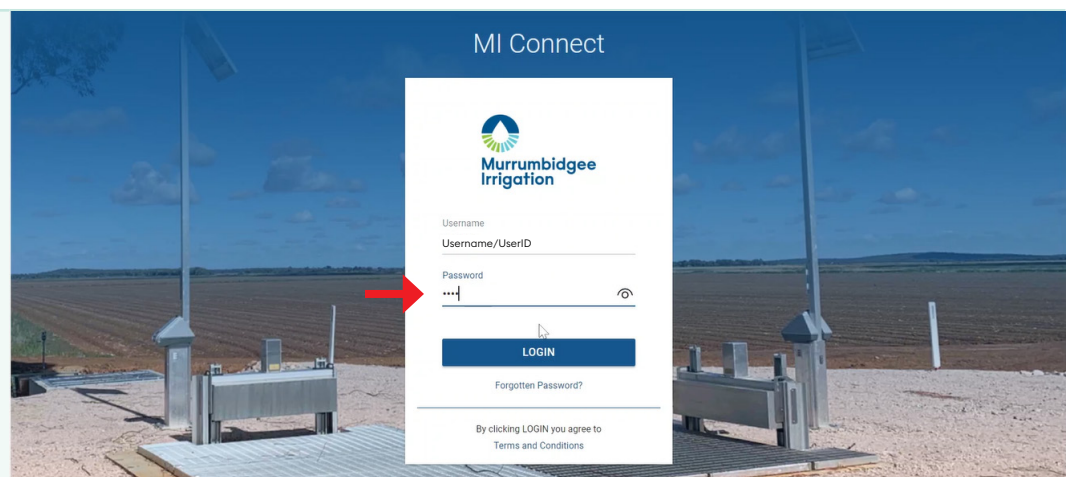 MI Connect
Murrumbidgee
Irrigation
Username
Username/UserID
Password
••••
LOGIN
Forgotten Password?
By clicking LOGIN you agree to
Terms and Conditions